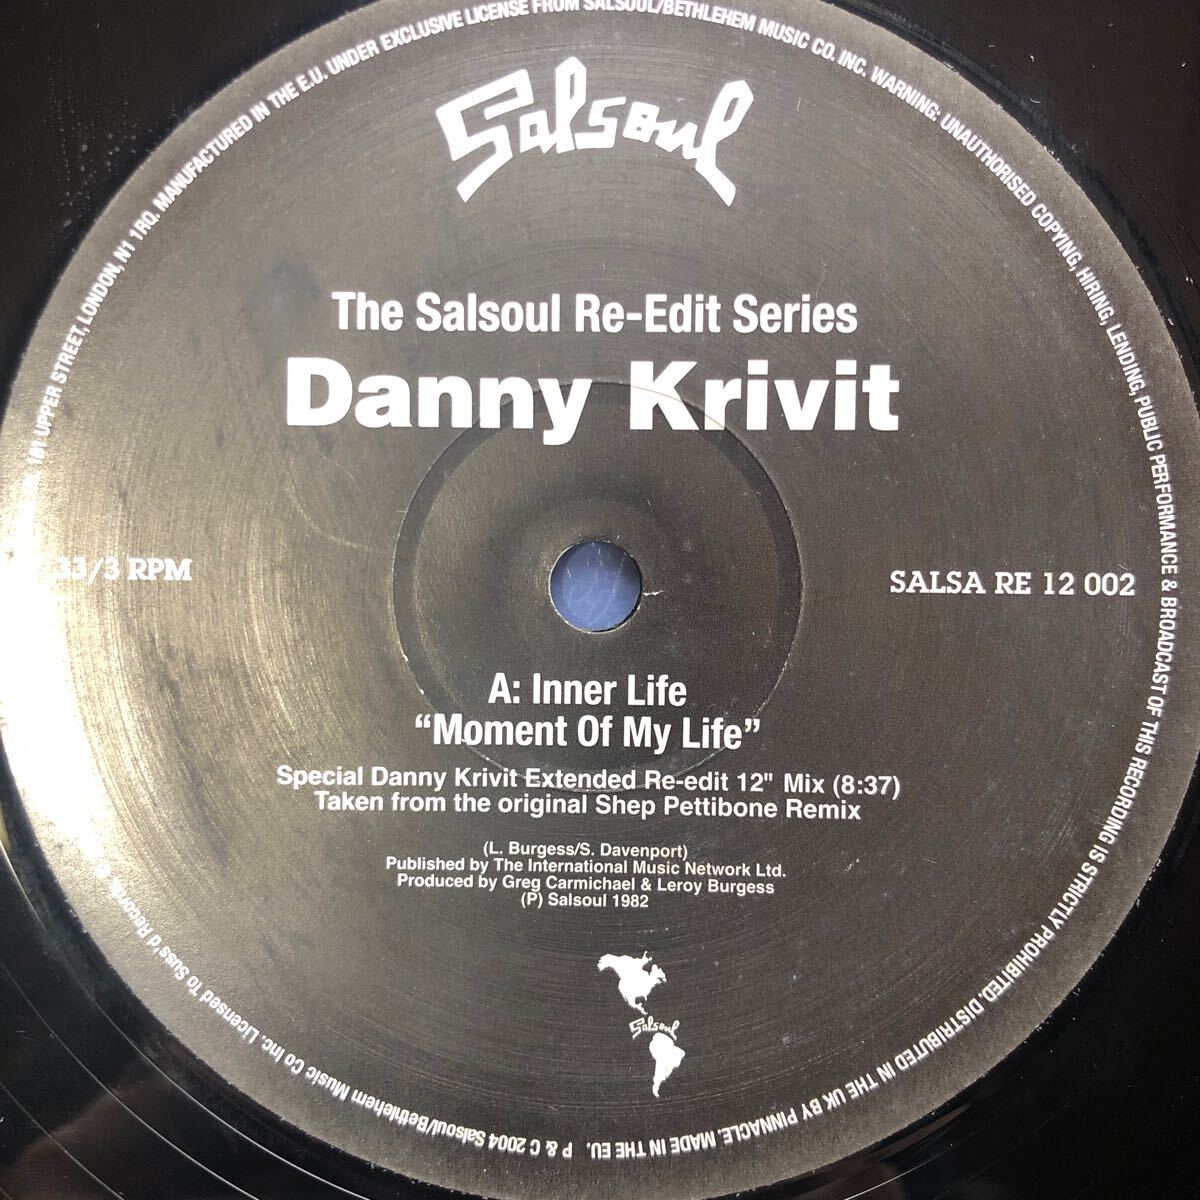 Salsoul
The Salsoul Re-Edit Series
Danny Krivit
33/3 RPM
SALSA RE 12 002
A: Inner Life
“Moment Of My Life”
Special Danny Krivit Extended Re-edit 12" Mix (8:37)
Taken from the original Shep Pettibone Remix
(L. Burgess/S. Davenport)
Published by The International Music Network Ltd.
Produced by Greg Carmichael & Leroy Burgess
(P) Salsoul 1982
Salsoul
P & C 2004 Salsoul/Bethlehem Music Co Inc. Licensed To Suss'd Records, UPPER STREET, LONDON, N1 1RQ. MANUFACTURED IN THE E.U. UNDER EXCLUSIVE LICENSE FROM SALSOUL/BETHLEHEM MUSIC CO. INC. WARNING: UNAUTHORISED COPYING, HIRING, LENDING, PUBLIC PERFORMANCE & BROADCAST OF THIS RECORDING IS STRICTLY PROHIBITED. DISTRIBUTED IN THE UK BY PINNACLE. MADE IN THE EU.